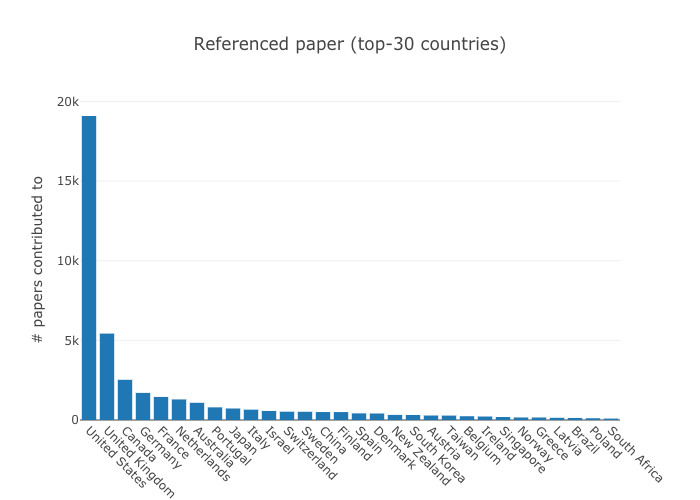 Referenced paper (top-30 countries)
# papers contributed to
20k
15k
10k
5k
0
United States
United Kingdom
Canada
Germany
France
Netherlands
Australia
Portugal
Japan
Italy
Israel
Switzerland
Sweden
China
Finland
Spain
Denmark
New Zealand
South Korea
Austria
Taiwan
Belgium
Ireland
Singapore
Norway
Greece
Latvia
Brazil
Poland
South Africa